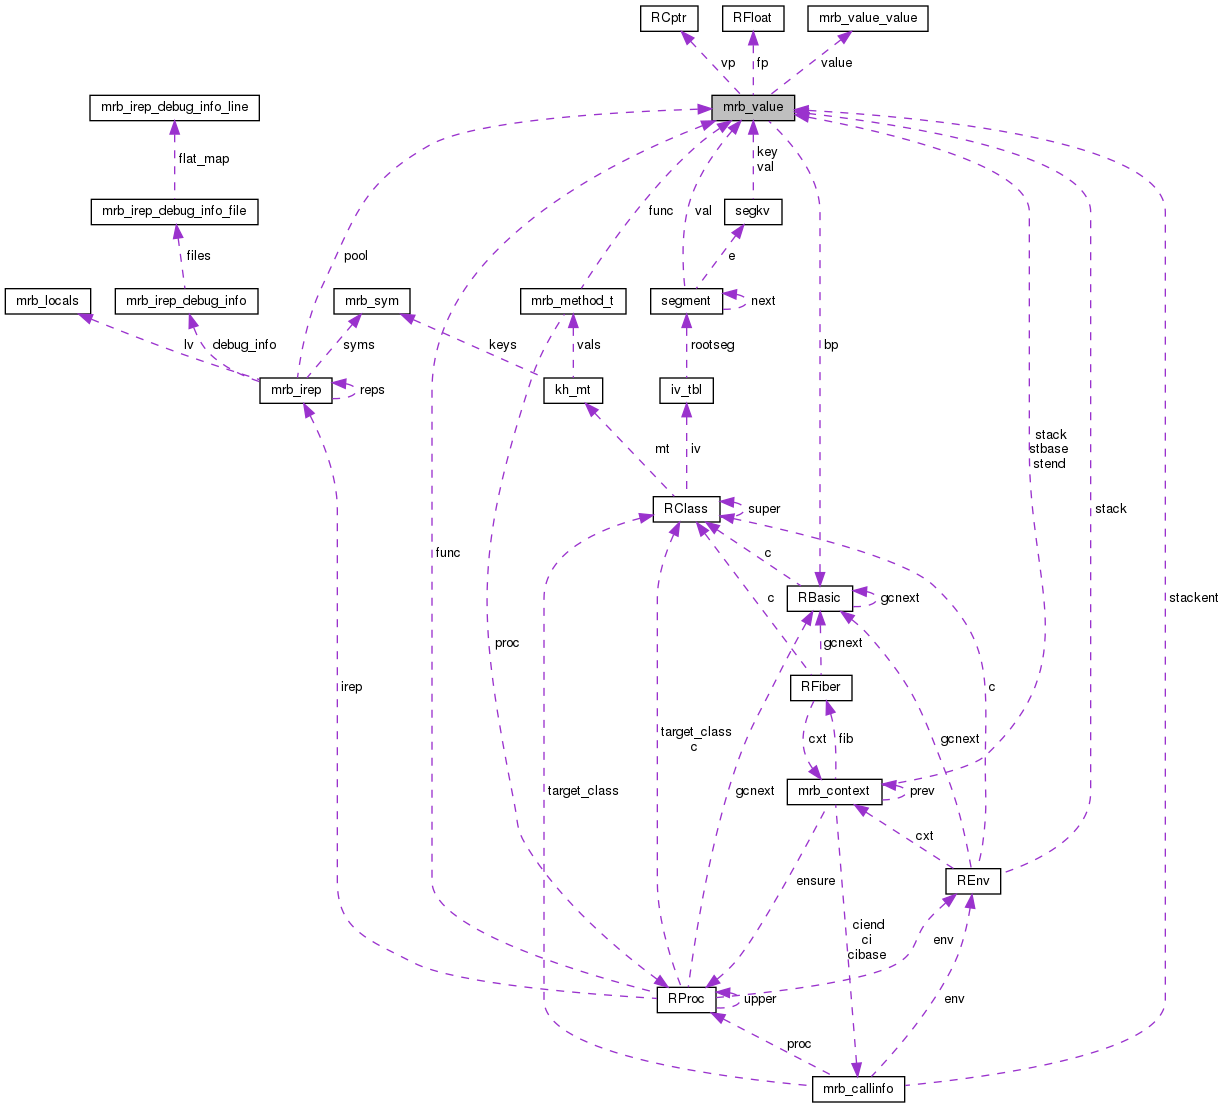 RCptr
RFloat
mrb_value_value
vp
fp
value
mrb_irep_debug_info_line
mrb_value
flat_map
key
val
mrb_irep_debug_info_file
func
val
segkv
files
pool
e
mrb_locals
mrb_irep_debug_info
mrb_sym
mrb_method_t
segment
next
lv
debug_info
syms
keys
vals
rootseg
bp
mrb_irep
reps
kh_mt
iv_tbl
mt
iv
stack
stbase
stend
RClass
super
stack
func
c
RBasic
gcnext
c
stackent
proc
gcnext
irep
RFiber
c
target_class
c
cxt
fib
gcnext
target_class
gcnext
mrb_context
prev
cxt
ensure
REnv
ciend
ci
cibase
env
RProc
upper
env
proc
mrb_callinfo